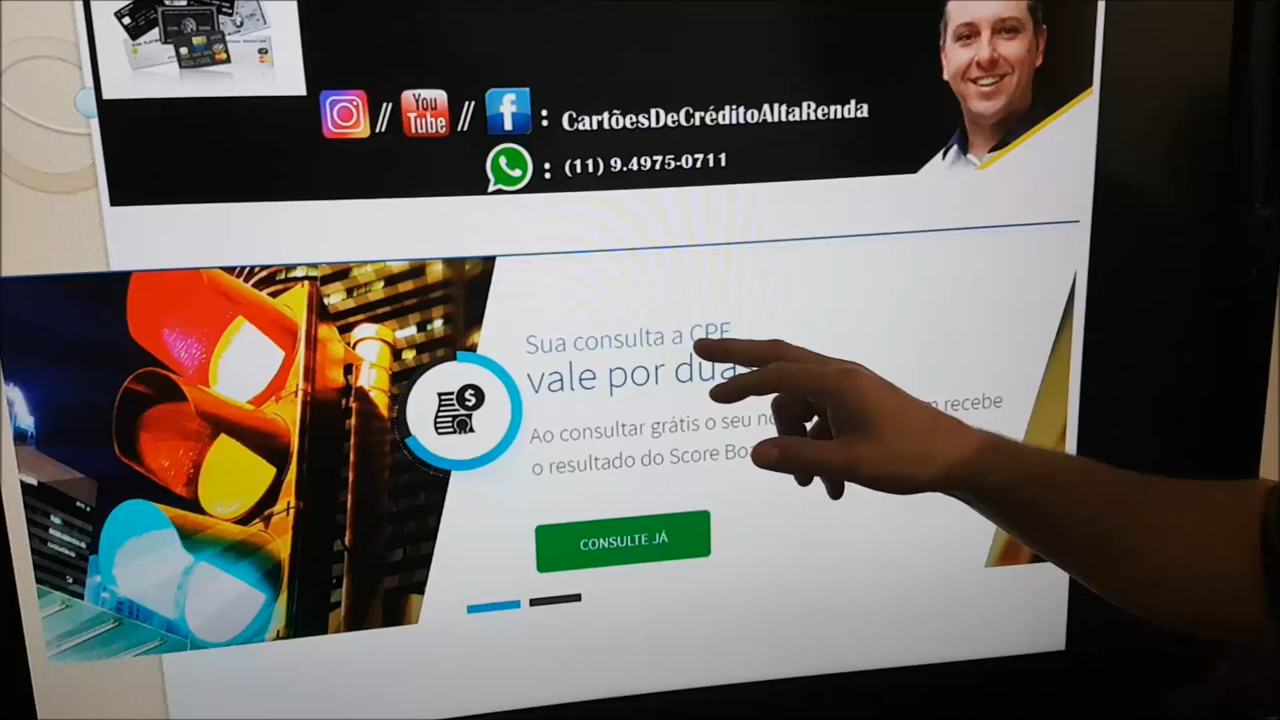 You
Tube
// // : CartõesDeCréditoAltaRenda
: (11) 9.4975-0711
Sua consulta a CPF
vale por
Ao consultar grátis o seu recebe
o resultado do Score
CONSULTE JÁ